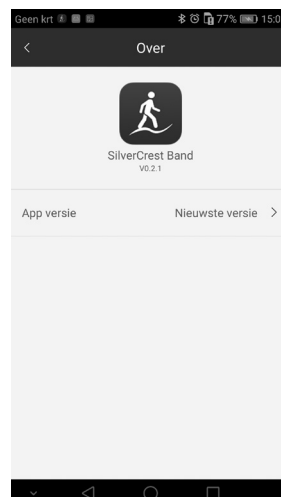 Geen krt 77% 15:0
Over
SilverCrest Band
V0.2.1
App versie Nieuwste versie